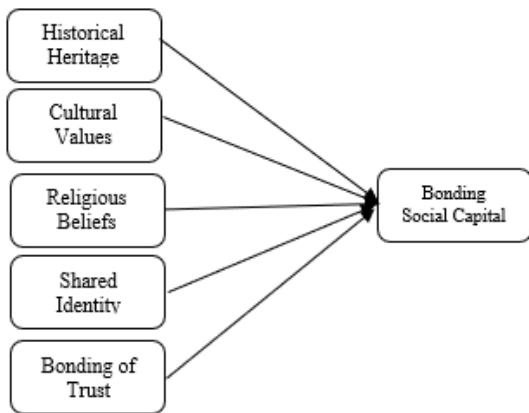 Historical
Heritage
Cultural
Values
Religious
Beliefs
Shared
Identity
Bonding of
Trust
Bonding
Social Capital